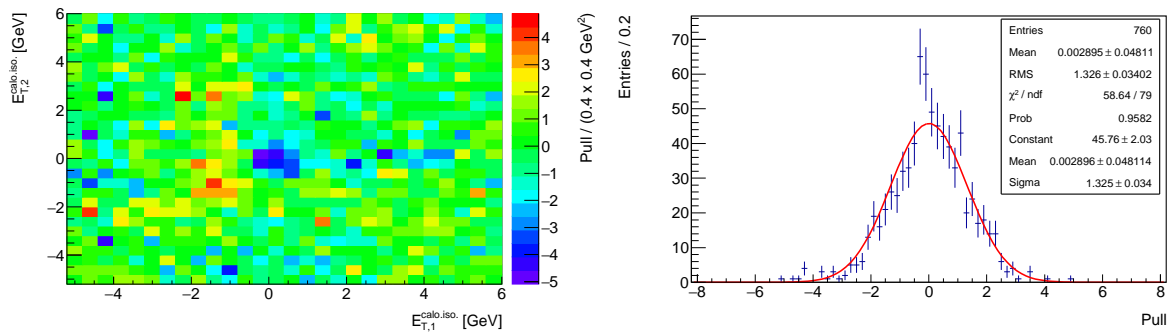 E_{T,2}^{calo.iso.} [GeV]
6
4
2
0
−2
−4
−4 −2 0 2 4 6
E_{T,1}^{calo.iso.} [GeV]
4
3
2
1
0
−1
−2
−3
−4
−5
Pull / (0.4 x 0.4 GeV²)
Entries / 0.2
70
60
50
40
30
20
10
0
−8 −6 −4 −2 0 2 4 6 8
Pull
Entries 760
Mean 0.002895 ± 0.04811
RMS 1.326 ± 0.03402
χ² / ndf 58.64 / 79
Prob 0.9582
Constant 45.76 ± 2.03
Mean 0.002896 ± 0.048114
Sigma 1.325 ± 0.034